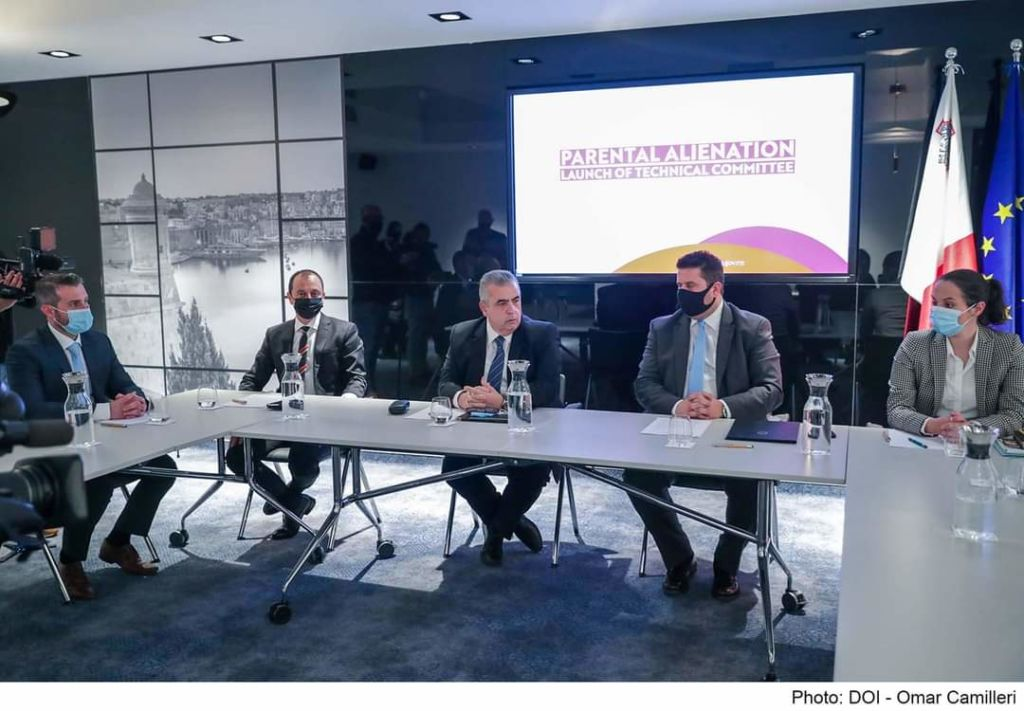 PARENTAL ALIENATION
LAUNCH OF TECHNICAL COMMITTEE
Photo: DOI - Omar Camilleri